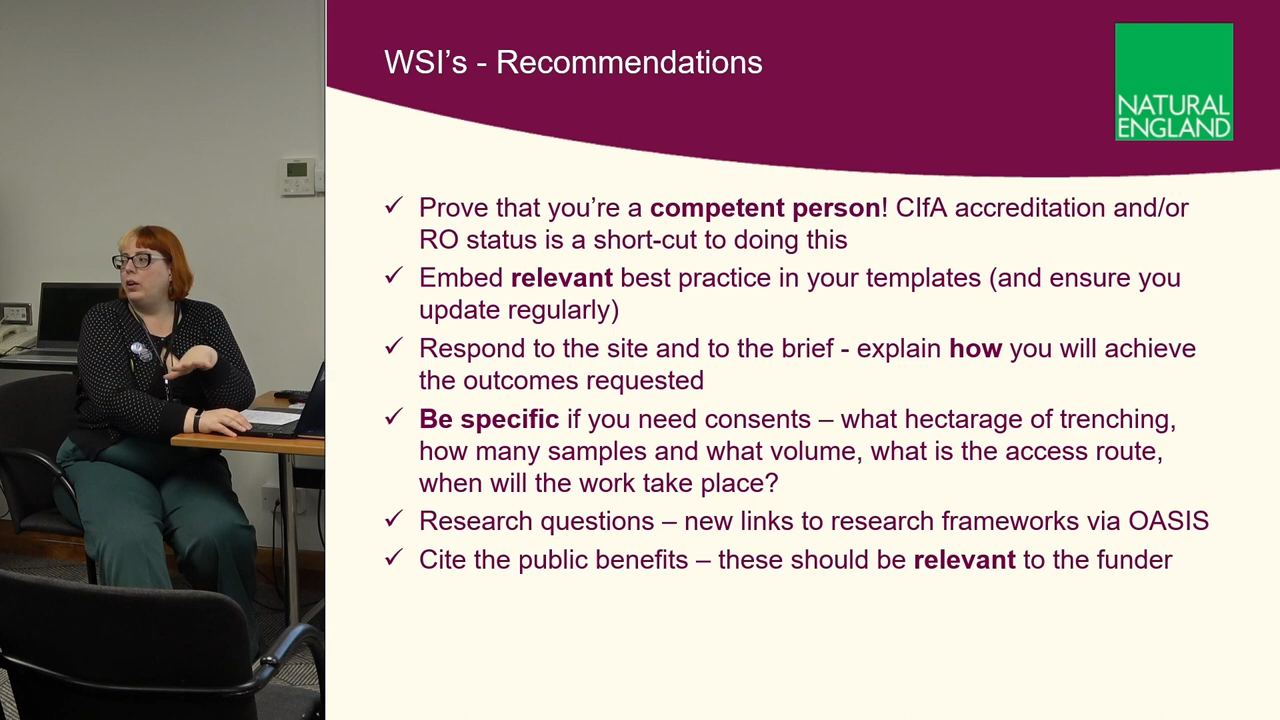 WSI's - Recommendations
NATURAL
ENGLAND
✓ Prove that you're a competent person! CIfA accreditation and/or
RO status is a short-cut to doing this
✓ Embed relevant best practice in your templates (and ensure you
update regularly)
✓ Respond to the site and to the brief - explain how you will achieve
the outcomes requested
✓ Be specific if you need consents – what hectarage of trenching,
how many samples and what volume, what is the access route,
when will the work take place?
✓ Research questions – new links to research frameworks via OASIS
✓ Cite the public benefits – these should be relevant to the funder